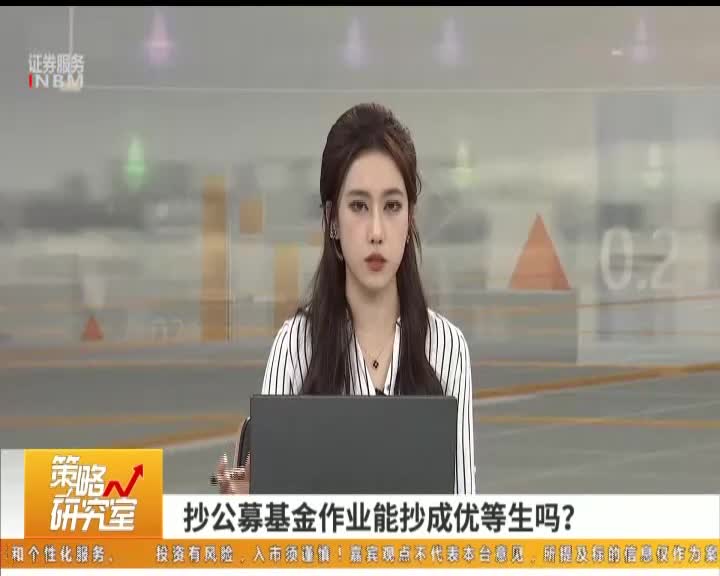 证券服务
INBM
0.2
策略
研究室
抄公募基金作业能抄成优等生吗?
和个性化服务。 投资有风险,入市须谨慎!嘉宾观点不代表本台意见,所提及标的信息仅作为案